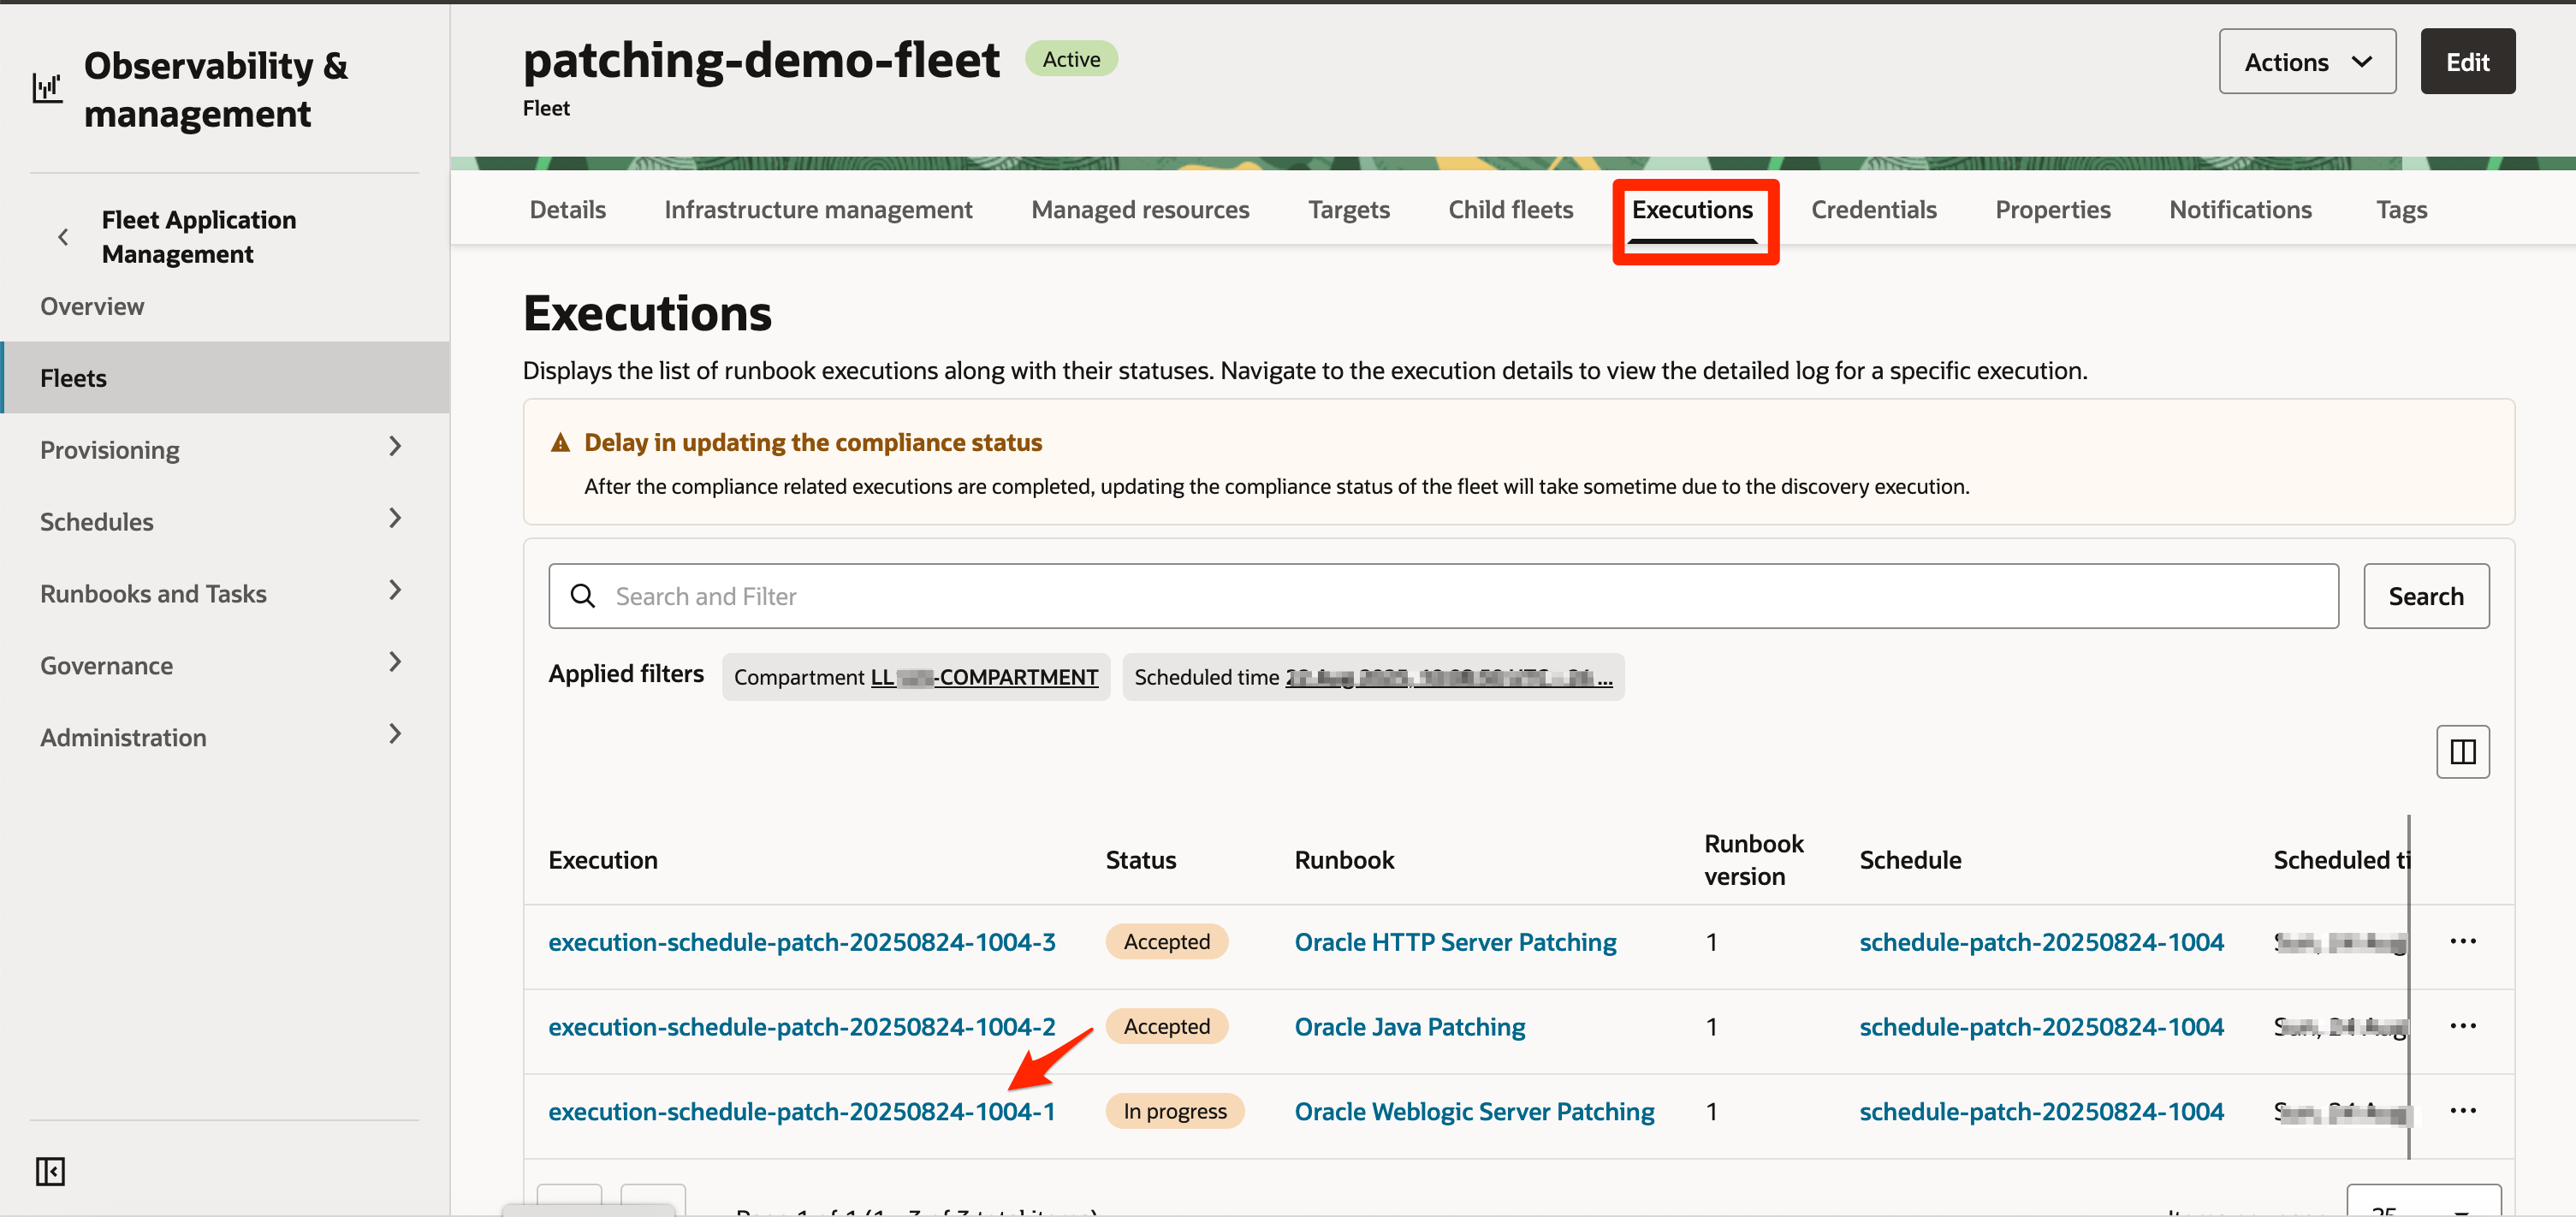 Observability &
management
Fleet Application
Management
Overview
Fleets
Provisioning
Schedules
Runbooks and Tasks
Governance
Administration
patching-demo-fleet Active
Fleet
Actions Edit
Details Infrastructure management Managed resources Targets Child fleets Executions Credentials Properties Notifications Tags
Executions
Displays the list of runbook executions along with their statuses. Navigate to the execution details to view the detailed log for a specific execution.
Delay in updating the compliance status
After the compliance related executions are completed, updating the compliance status of the fleet will take sometime due to the discovery execution.
Search and Filter Search
Applied filters Compartment LL -COMPARTMENT Scheduled time ...
Execution Status Runbook Runbook version Schedule Scheduled ti
execution-schedule-patch-20250824-1004-3 Accepted Oracle HTTP Server Patching 1 schedule-patch-20250824-1004
execution-schedule-patch-20250824-1004-2 Accepted Oracle Java Patching 1 schedule-patch-20250824-1004
execution-schedule-patch-20250824-1004-1 In progress Oracle Weblogic Server Patching 1 schedule-patch-20250824-1004